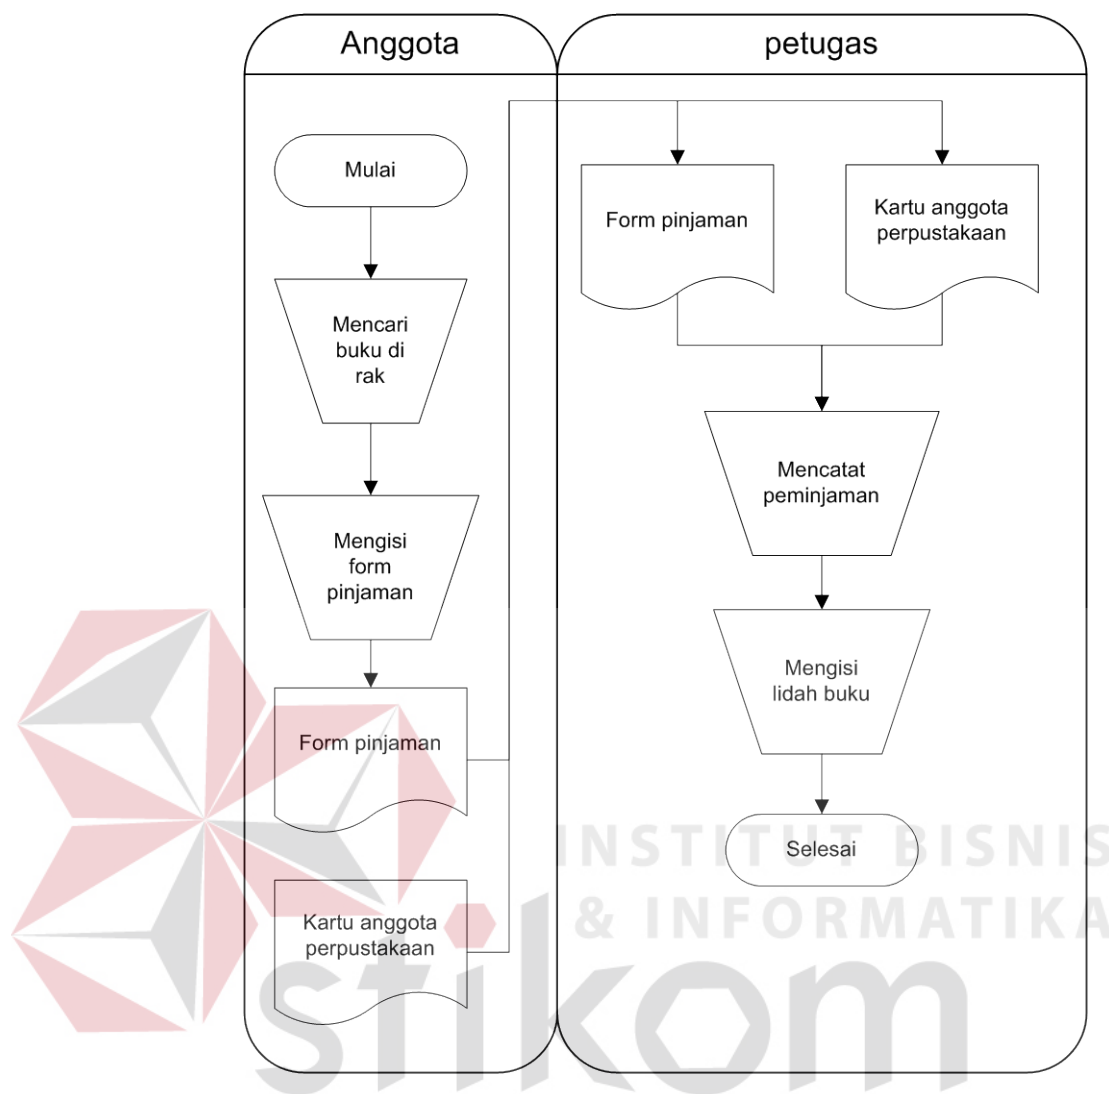 Anggota
petugas
Mulai
Mencari
buku di
rak
Mengisi
form
pinjaman
Form pinjaman
Kartu anggota
perpustakaan
Form pinjaman
Kartu anggota
perpustakaan
Mencatat
peminjaman
Mengisi
lidah buku
Selesai
INSTITUT BISNIS
& INFORMATIKA
stikom